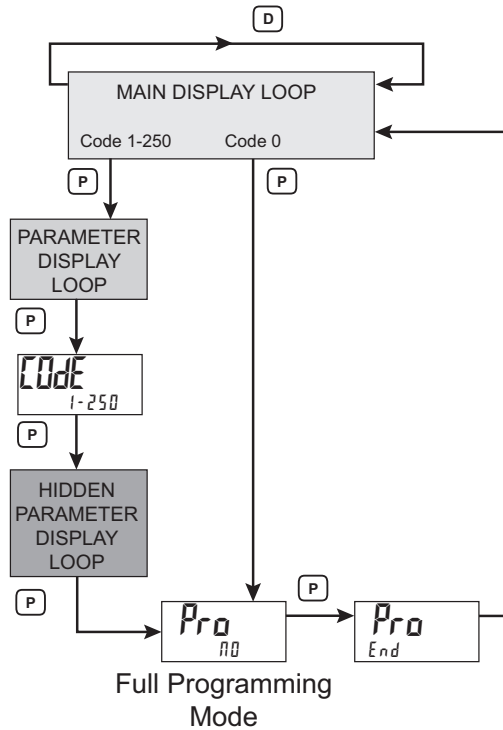 D
MAIN DISPLAY LOOP
Code 1-250 Code 0
P P
PARAMETER
DISPLAY
LOOP
P
COdE
1-250
P
HIDDEN
PARAMETER
DISPLAY
LOOP
P
P
Pro
NO
Pro
End
Full Programming
Mode